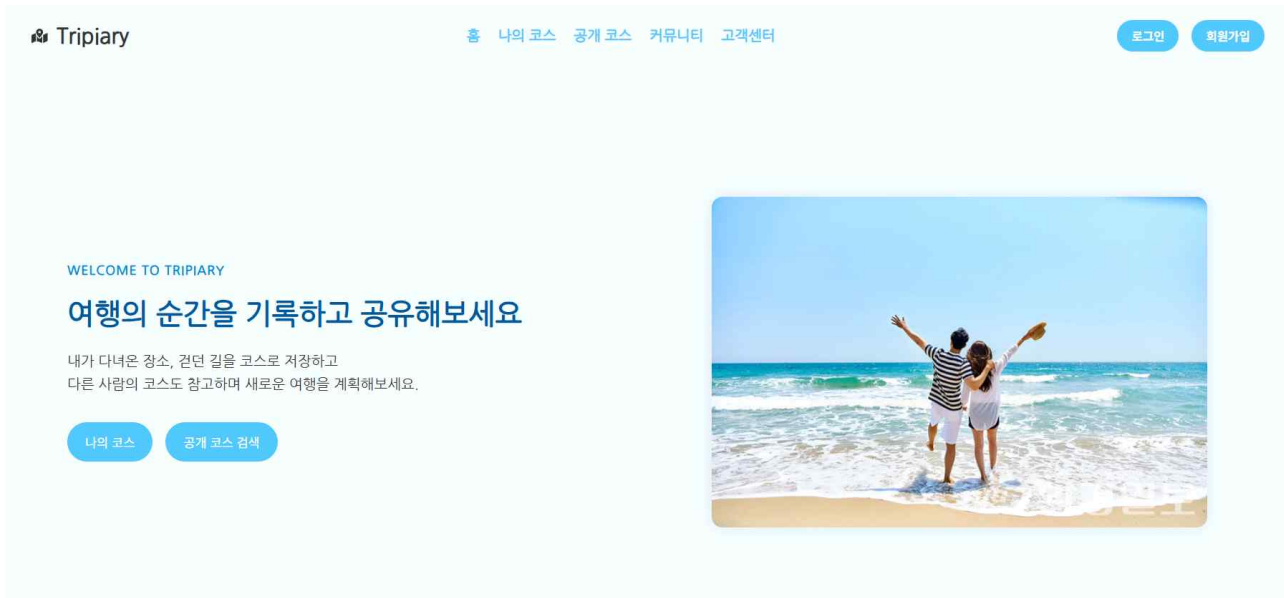 Tripiary
홈 나의 코스 공개 코스 커뮤니티 고객센터
로그인 회원가입
WELCOME TO TRIPIARY
여행의 순간을 기록하고 공유해보세요
내가 다녀온 장소, 걷던 길을 코스로 저장하고
다른 사람의 코스도 참고하며 새로운 여행을 계획해보세요.
나의 코스 공개 코스 검색